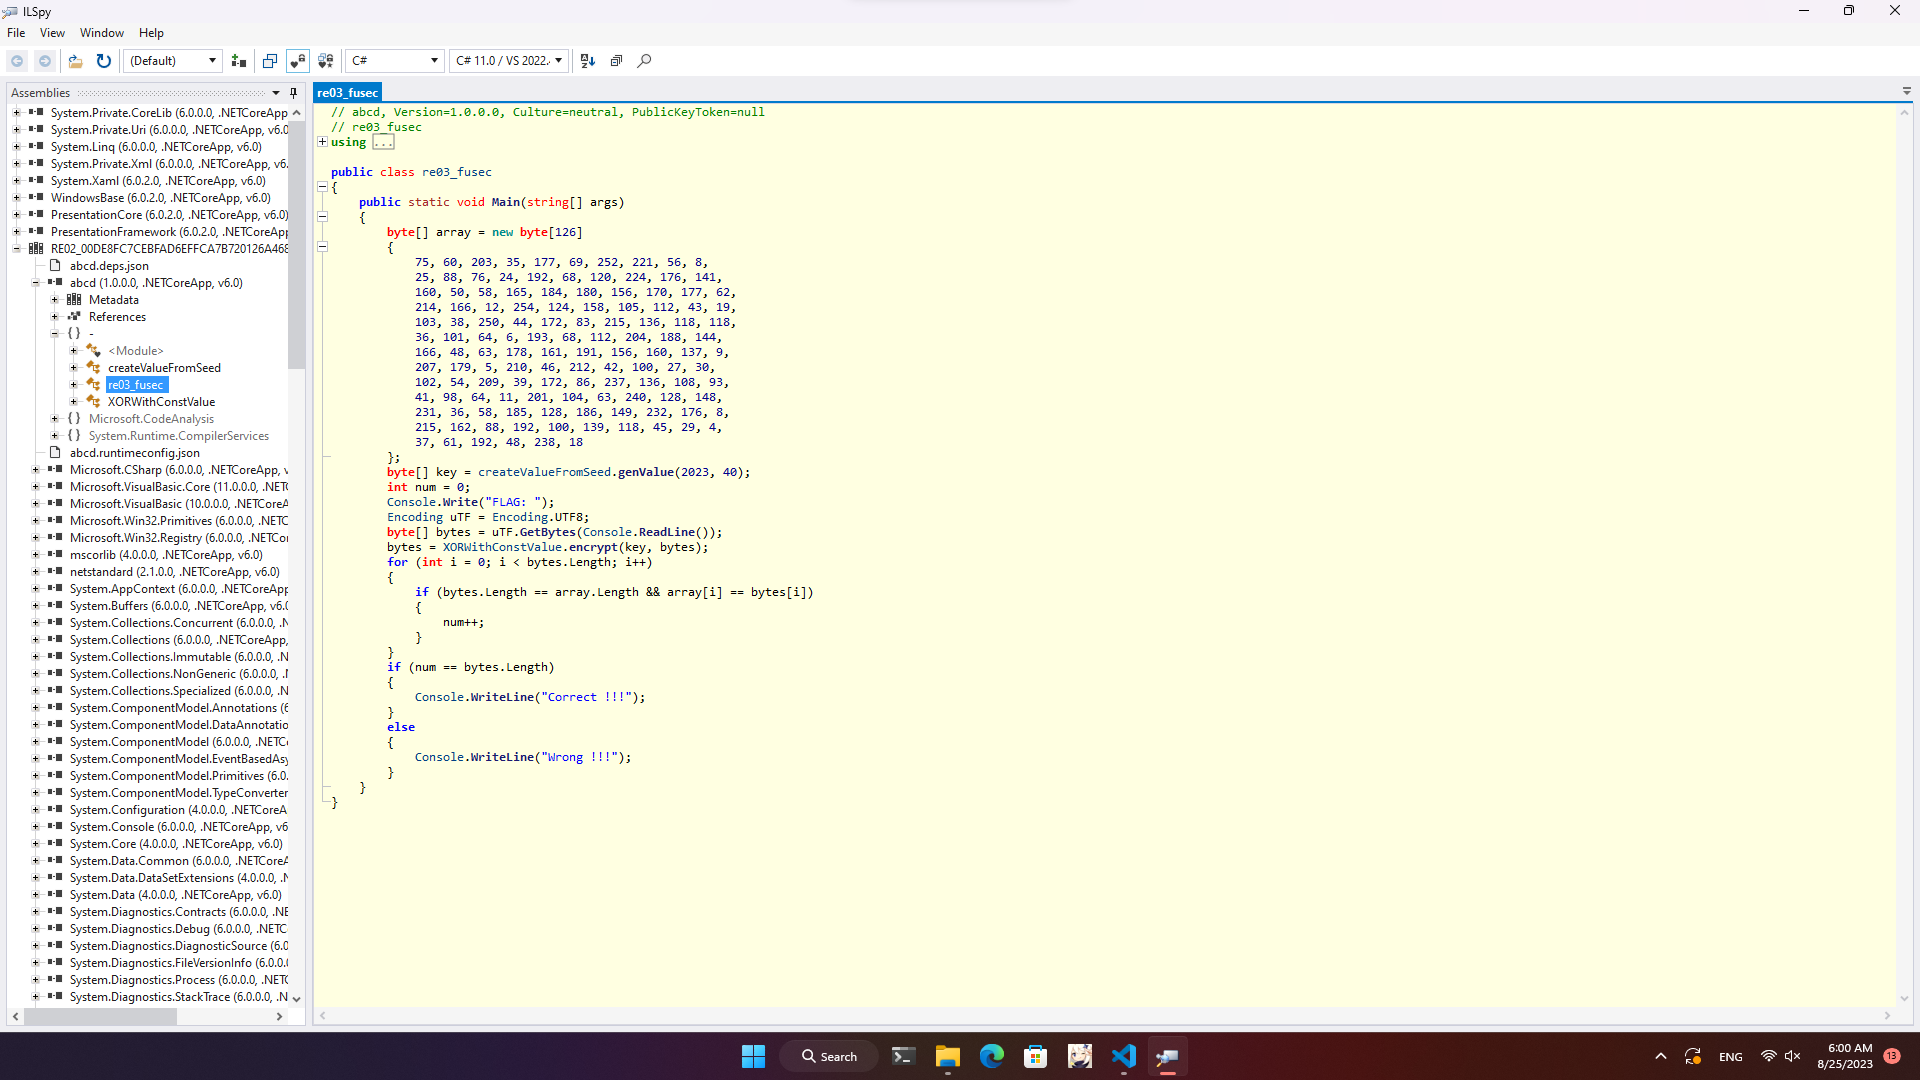 ILSpy
File View Window Help
(Default) C# C# 11.0 / VS 2022.
Assemblies
System.Private.CoreLib (6.0.0.0, .NETCoreApp
System.Private.Uri (6.0.0.0, .NETCoreApp, v6.0)
System.Linq (6.0.0.0, .NETCoreApp, v6.0)
System.Private.Xml (6.0.0.0, .NETCoreApp, v6.
System.Xaml (6.0.2.0, .NETCoreApp, v6.0)
WindowsBase (6.0.2.0, .NETCoreApp, v6.0)
PresentationCore (6.0.2.0, .NETCoreApp, v6.0)
PresentationFramework (6.0.2.0, .NETCoreApp
RE02_00DE8FC7CEBFAD6EFFCA7B720126A468
abcd.deps.json
abcd (1.0.0.0, .NETCoreApp, v6.0)
Metadata
References
{ } -
<Module>
createValueFromSeed
re03_fusec
XORWithConstValue
{ } Microsoft.CodeAnalysis
{ } System.Runtime.CompilerServices
abcd.runtimeconfig.json
Microsoft.CSharp (6.0.0.0, .NETCoreApp, v
Microsoft.VisualBasic.Core (11.0.0.0, .NET
Microsoft.VisualBasic (10.0.0.0, .NETCoreA
Microsoft.Win32.Primitives (6.0.0.0, .NETC
Microsoft.Win32.Registry (6.0.0.0, .NETCor
mscorlib (4.0.0.0, .NETCoreApp, v6.0)
netstandard (2.1.0.0, .NETCoreApp, v6.0)
System.AppContext (6.0.0.0, .NETCoreApp
System.Buffers (6.0.0.0, .NETCoreApp, v6.0
System.Collections.Concurrent (6.0.0.0, .N
System.Collections (6.0.0.0, .NETCoreApp,
System.Collections.Immutable (6.0.0.0, .N
System.Collections.NonGeneric (6.0.0.0, .
System.Collections.Specialized (6.0.0.0, .N
System.ComponentModel.Annotations (6
System.ComponentModel.DataAnnotatio
System.ComponentModel (6.0.0.0, .NETC
System.ComponentModel.EventBasedAsy
System.ComponentModel.Primitives (6.0.
System.ComponentModel.TypeConverter
System.Configuration (4.0.0.0, .NETCoreA
System.Console (6.0.0.0, .NETCoreApp, v6
System.Core (4.0.0.0, .NETCoreApp, v6.0)
System.Data.Common (6.0.0.0, .NETCoreA
System.Data.DataSetExtensions (4.0.0.0, .N
System.Data (4.0.0.0, .NETCoreApp, v6.0)
System.Diagnostics.Contracts (6.0.0.0, .NE
System.Diagnostics.Debug (6.0.0.0, .NETC
System.Diagnostics.DiagnosticSource (6.0
System.Diagnostics.FileVersionInfo (6.0.0.0
System.Diagnostics.Process (6.0.0.0, .NETC
System.Diagnostics.StackTrace (6.0.0.0, .N
re03_fusec
// abcd, Version=1.0.0.0, Culture=neutral, PublicKeyToken=null
// re03_fusec
using ...
public class re03_fusec
{
public static void Main(string[] args)
{
byte[] array = new byte[126]
{
75, 60, 203, 35, 177, 69, 252, 221, 56, 8,
25, 88, 76, 24, 192, 68, 120, 224, 176, 141,
160, 50, 58, 165, 184, 180, 156, 170, 177, 62,
214, 166, 12, 254, 124, 158, 105, 112, 43, 19,
103, 38, 250, 44, 172, 83, 215, 136, 118, 118,
36, 101, 64, 6, 193, 68, 112, 204, 188, 144,
166, 48, 63, 178, 161, 191, 156, 160, 137, 9,
207, 179, 5, 210, 46, 212, 42, 100, 27, 30,
102, 54, 209, 39, 172, 86, 237, 136, 108, 93,
41, 98, 64, 11, 201, 104, 63, 240, 128, 148,
231, 36, 58, 185, 128, 186, 149, 232, 176, 8,
215, 162, 88, 192, 100, 139, 118, 45, 29, 4,
37, 61, 192, 48, 238, 18
};
byte[] key = createValueFromSeed.genValue(2023, 40);
int num = 0;
Console.Write("FLAG: ");
Encoding uTF = Encoding.UTF8;
byte[] bytes = uTF.GetBytes(Console.ReadLine());
bytes = XORWithConstValue.encrypt(key, bytes);
for (int i = 0; i < bytes.Length; i++)
{
if (bytes.Length == array.Length && array[i] == bytes[i])
{
num++;
}
}
if (num == bytes.Length)
{
Console.WriteLine("Correct !!!");
}
else
{
Console.WriteLine("Wrong !!!");
}
}
}
Search
ENG
6:00 AM
8/25/2023
13